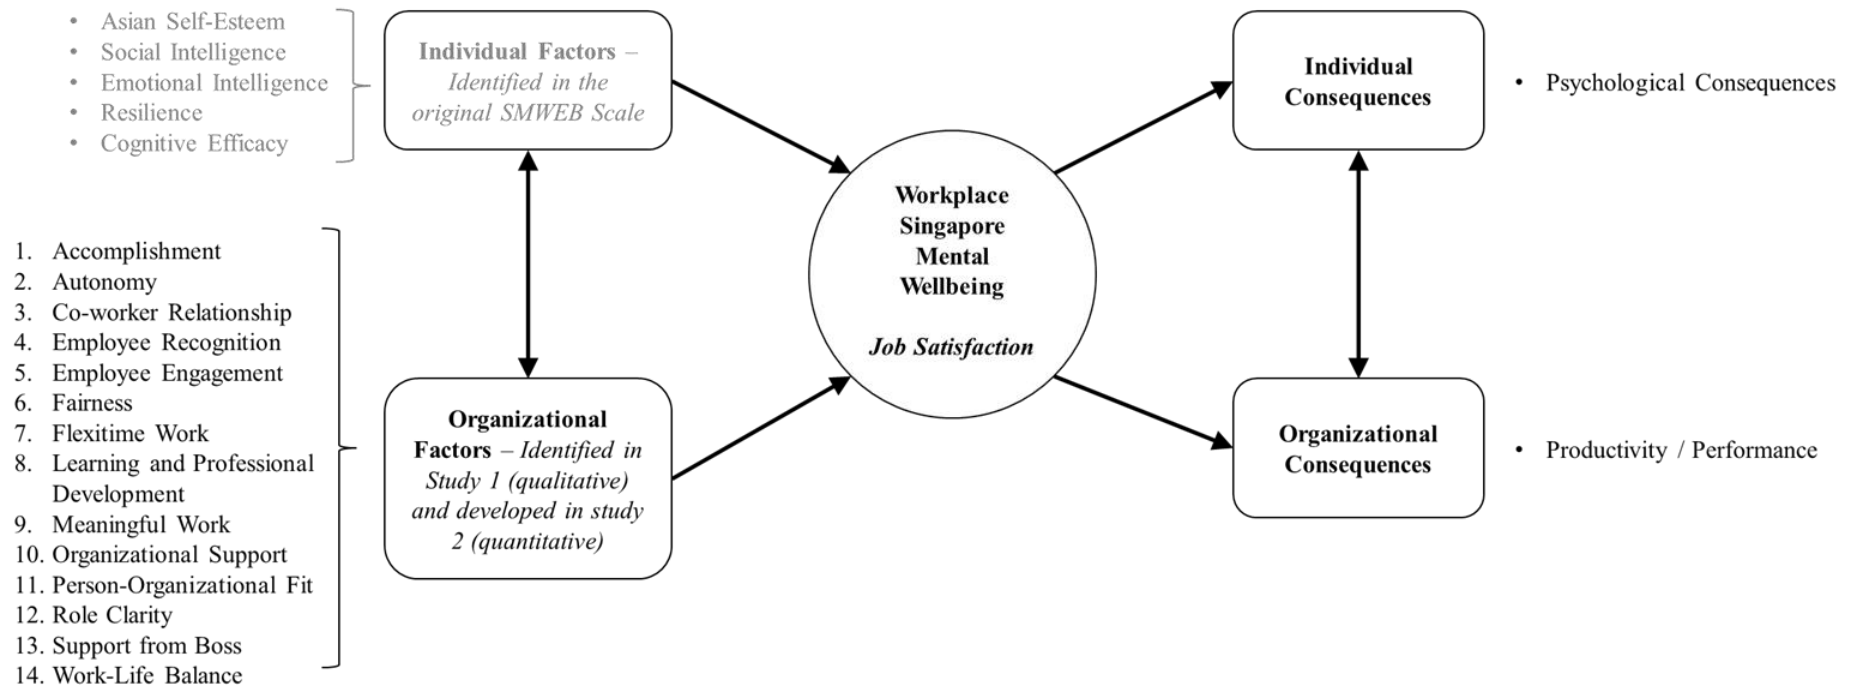 • Asian Self-Esteem
• Social Intelligence
• Emotional Intelligence
• Resilience
• Cognitive Efficacy
Individual Factors –
Identified in the
original SMWEB Scale
1. Accomplishment
2. Autonomy
3. Co-worker Relationship
4. Employee Recognition
5. Employee Engagement
6. Fairness
7. Flexitime Work
8. Learning and Professional
Development
9. Meaningful Work
10. Organizational Support
11. Person-Organizational Fit
12. Role Clarity
13. Support from Boss
14. Work-Life Balance
Organizational
Factors – Identified in
Study 1 (qualitative)
and developed in study
2 (quantitative)
Workplace
Singapore
Mental
Wellbeing
Job Satisfaction
Individual
Consequences
• Psychological Consequences
Organizational
Consequences
• Productivity / Performance